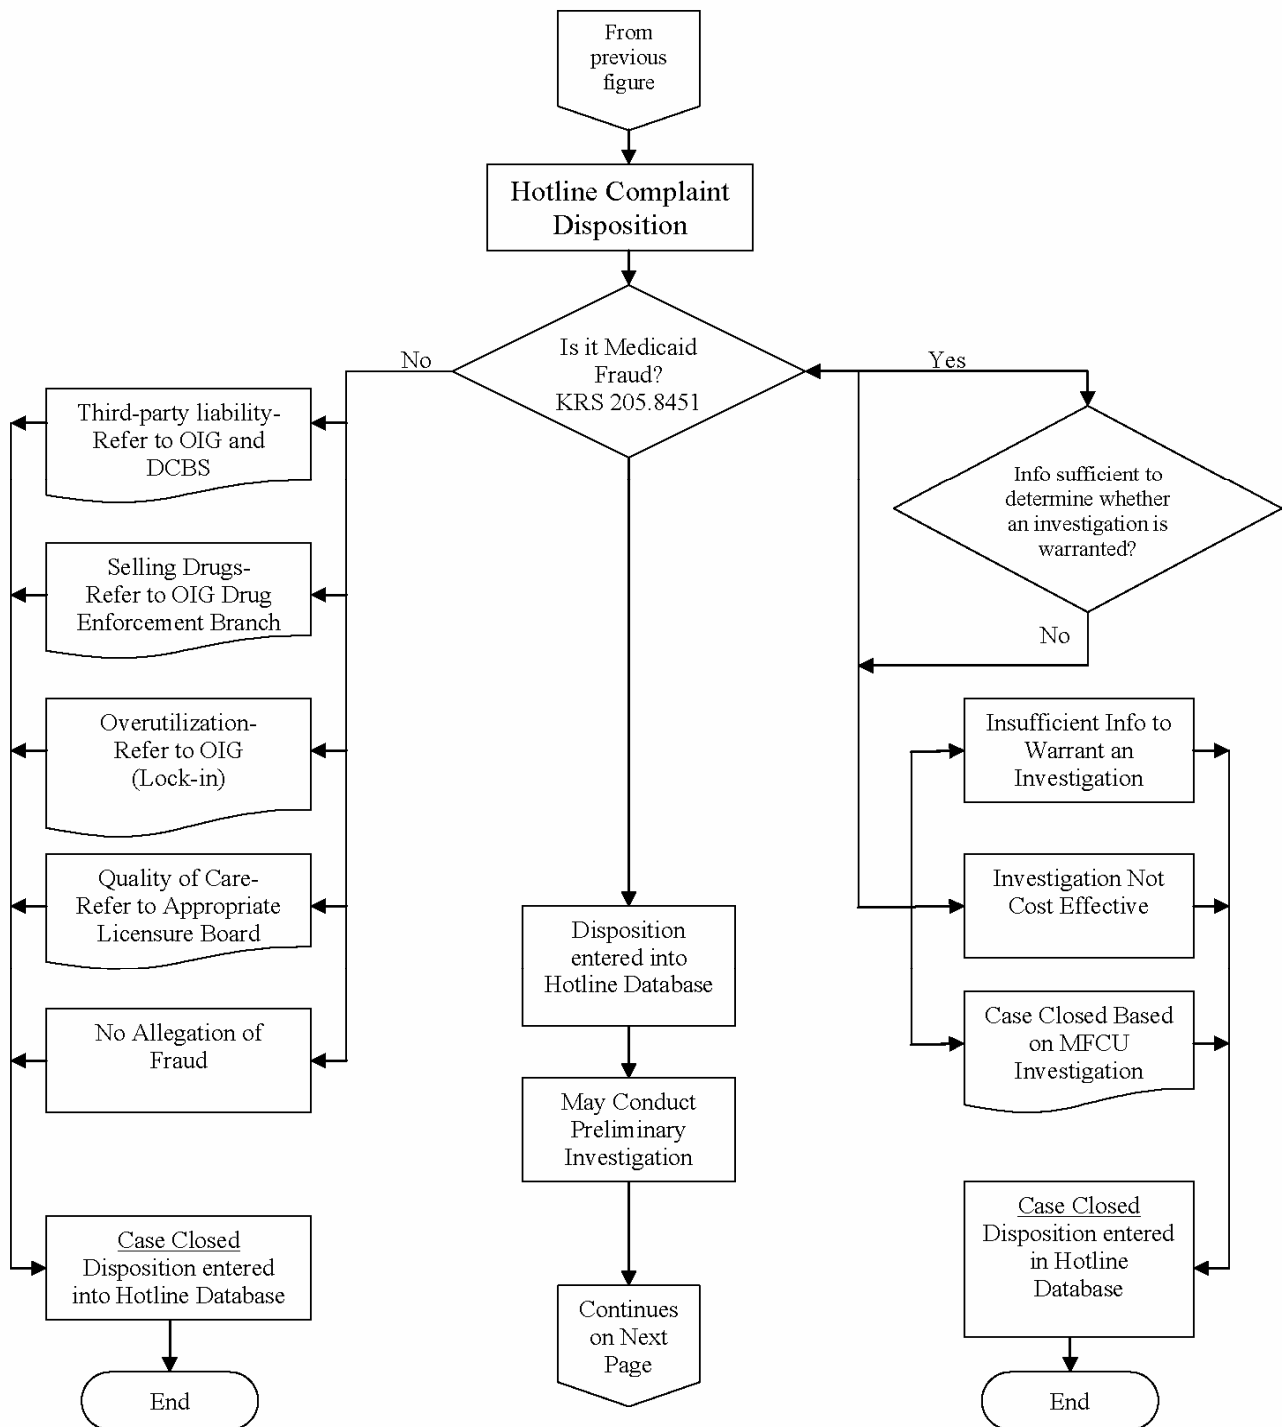 From
previous
figure
Hotline Complaint
Disposition
Is it Medicaid
Fraud?
KRS 205.8451
No
Yes
Third-party liability-
Refer to OIG and
DCBS
Selling Drugs-
Refer to OIG Drug
Enforcement Branch
Overutilization-
Refer to OIG
(Lock-in)
Quality of Care-
Refer to Appropriate
Licensure Board
No Allegation of
Fraud
Case Closed
Disposition entered
into Hotline Database
End
Disposition
entered into
Hotline Database
May Conduct
Preliminary
Investigation
Continues
on Next
Page
Info sufficient to
determine whether
an investigation is
warranted?
No
Insufficient Info to
Warrant an
Investigation
Investigation Not
Cost Effective
Case Closed Based
on MFCU
Investigation
Case Closed
Disposition entered
in Hotline
Database
End